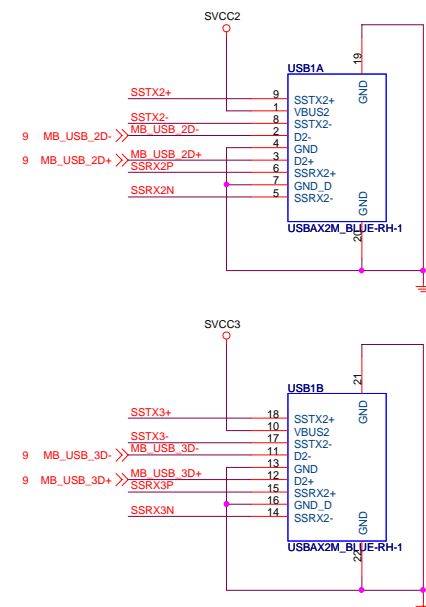 SVCC2
19
USB1A
GND
SSTX2+ 9 SSTX2+
1 VBUS2
SSTX2- 8 SSTX2-
9 MB_USB_2D- MB_USB_2D- 2 D2-
4 GND
9 MB_USB_2D+ MB_USB_2D+ 3 D2+
SSRX2P 6 SSRX2+
7 GND_D
SSRX2N 5 SSRX2-
GND
USBAX2M_BLUE-RH-1
20
SVCC3
21
USB1B
GND
SSTX3+ 18 SSTX2+
10 VBUS2
SSTX3- 17 SSTX2-
9 MB_USB_3D- MB_USB_3D- 11 D2-
13 GND
9 MB_USB_3D+ MB_USB_3D+ 12 D2+
SSRX3P 15 SSRX2+
16 GND_D
SSRX3N 14 SSRX2-
GND
USBAX2M_BLUE-RH-1
22